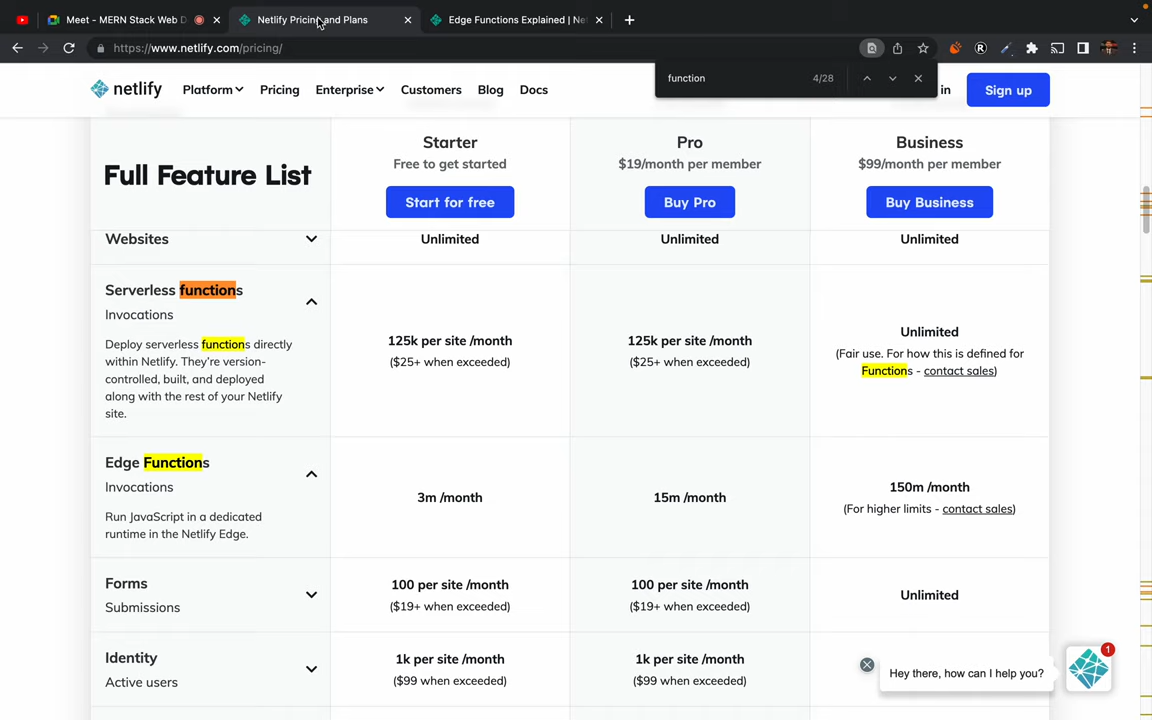 Meet - MERN Stack Web D
Netlify Pricing and Plans
Edge Functions Explained | Ne
https://www.netlify.com/pricing/
function
4/28
netlify
Platform
Pricing
Enterprise
Customers
Blog
Docs
in
Sign up
Full Feature List
Starter
Free to get started
Start for free
Pro
$19/month per member
Buy Pro
Business
$99/month per member
Buy Business
Websites
Unlimited
Unlimited
Unlimited
Serverless functions
Invocations
Deploy serverless functions directly
within Netlify. They're version-
controlled, built, and deployed
along with the rest of your Netlify
site.
125k per site /month
($25+ when exceeded)
125k per site /month
($25+ when exceeded)
Unlimited
(Fair use. For how this is defined for
Functions - contact sales)
Edge Functions
Invocations
Run JavaScript in a dedicated
runtime in the Netlify Edge.
3m /month
15m /month
150m /month
(For higher limits - contact sales)
Forms
Submissions
100 per site /month
($19+ when exceeded)
100 per site /month
($19+ when exceeded)
Unlimited
Identity
Active users
1k per site /month
($99 when exceeded)
1k per site /month
($99 when exceeded)
Hey there, how can I help you?
1